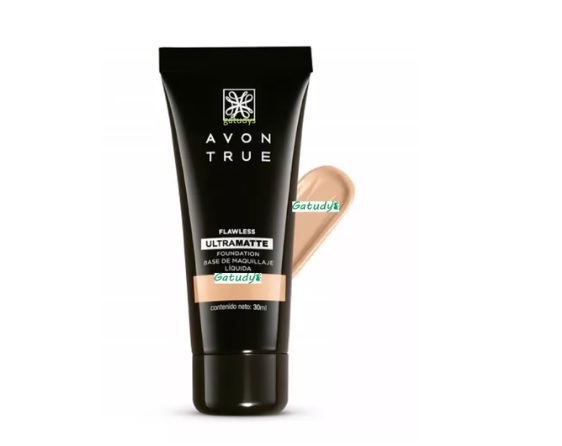 gatudys
AVON
TRUE
Gatudy
FLAWLESS
ULTRAMATTE
FOUNDATION
BASE DE MAQUILLAJE
LÍQUIDA
Gatudy
contenido neto: 30ml